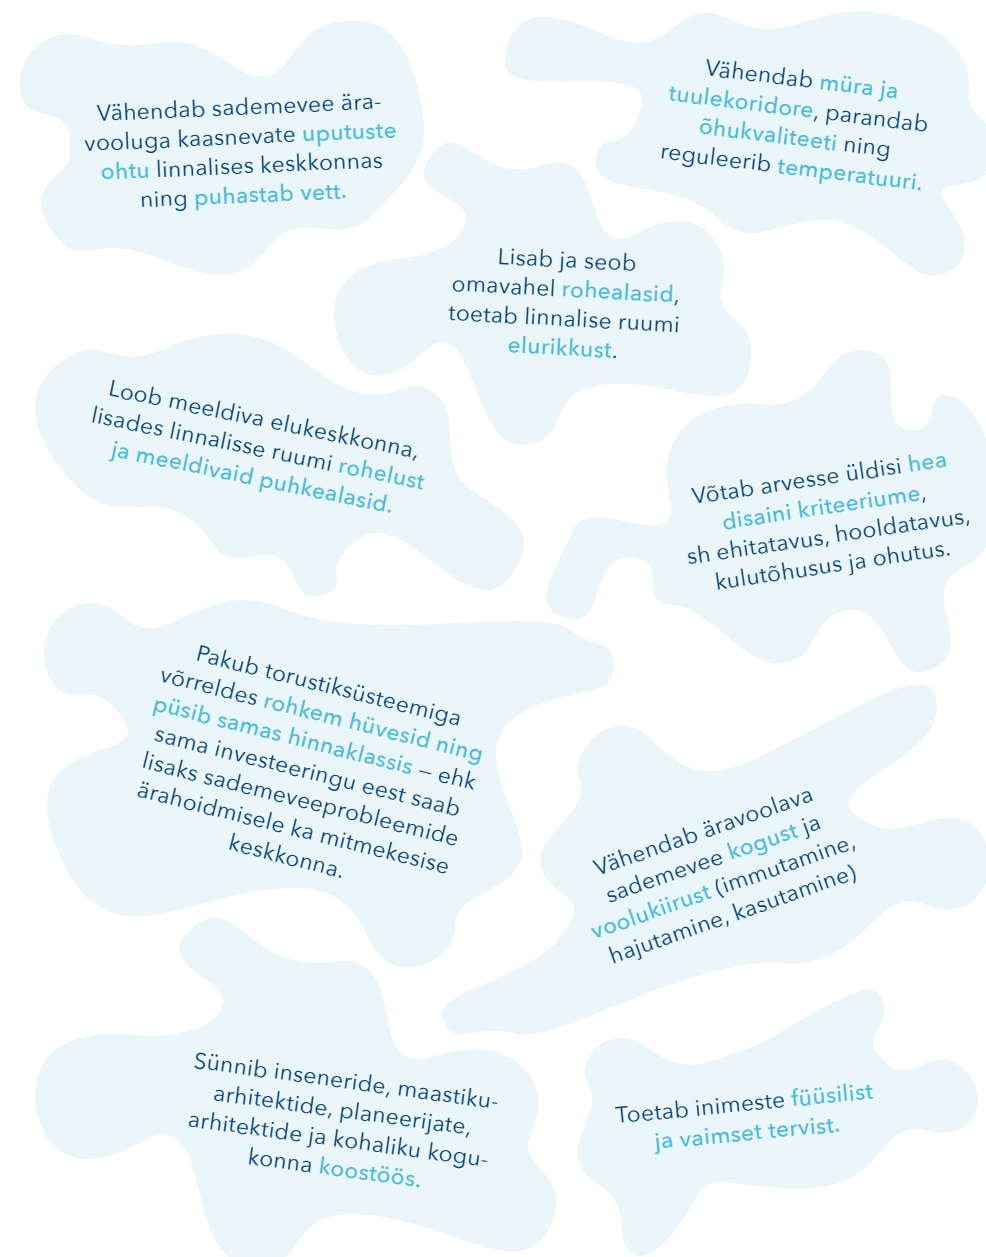 Vähendab sademevee ära-
vooluga kaasnevate uputuste
ohtu linnalises keskkonnas
ning puhastab vett.
Vähendab müra ja
tuulekoridore, parandab
õhukvaliteeti ning
reguleerib temperatuuri.
Lisab ja seob
omavahel rohealasid,
toetab linnalise ruumi
elurikkust.
Loob meeldiva elukeskkonna,
lisades linnalisse ruumi rohelust
ja meeldivaid puhkealasid.
Võtab arvesse üldisi hea
disaini kriteeriume,
sh ehitatavus, hooldatavus,
kulutõhusus ja ohutus.
Pakub torustiksüsteemiga
võrreldes rohkem hüvesid ning
püsib samas hinnaklassis – ehk
sama investeeringu eest saab
lisaks sademeveeprobleemide
ärahoidmisele ka mitmekesise
keskkonna.
Vähendab äravoolava
sademevee kogust ja
voolukiirust (immutamine,
hajutamine, kasutamine)
Sünnib inseneride, maastiku-
arhitektide, planeerijate,
arhitektide ja kohaliku kogu-
konna koostöös.
Toetab inimeste füüsilist
ja vaimset tervist.